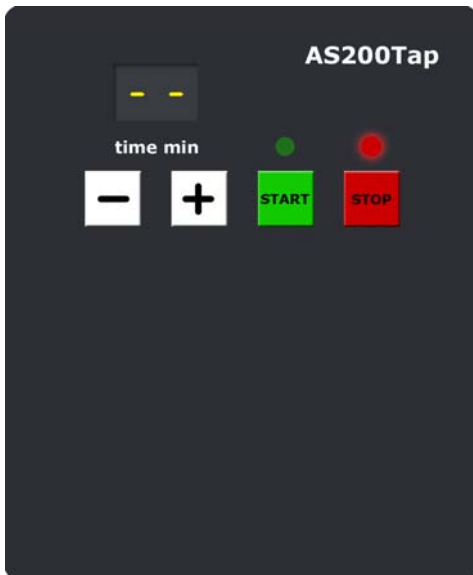 AS200Tap
- -
time min
- +
START
STOP